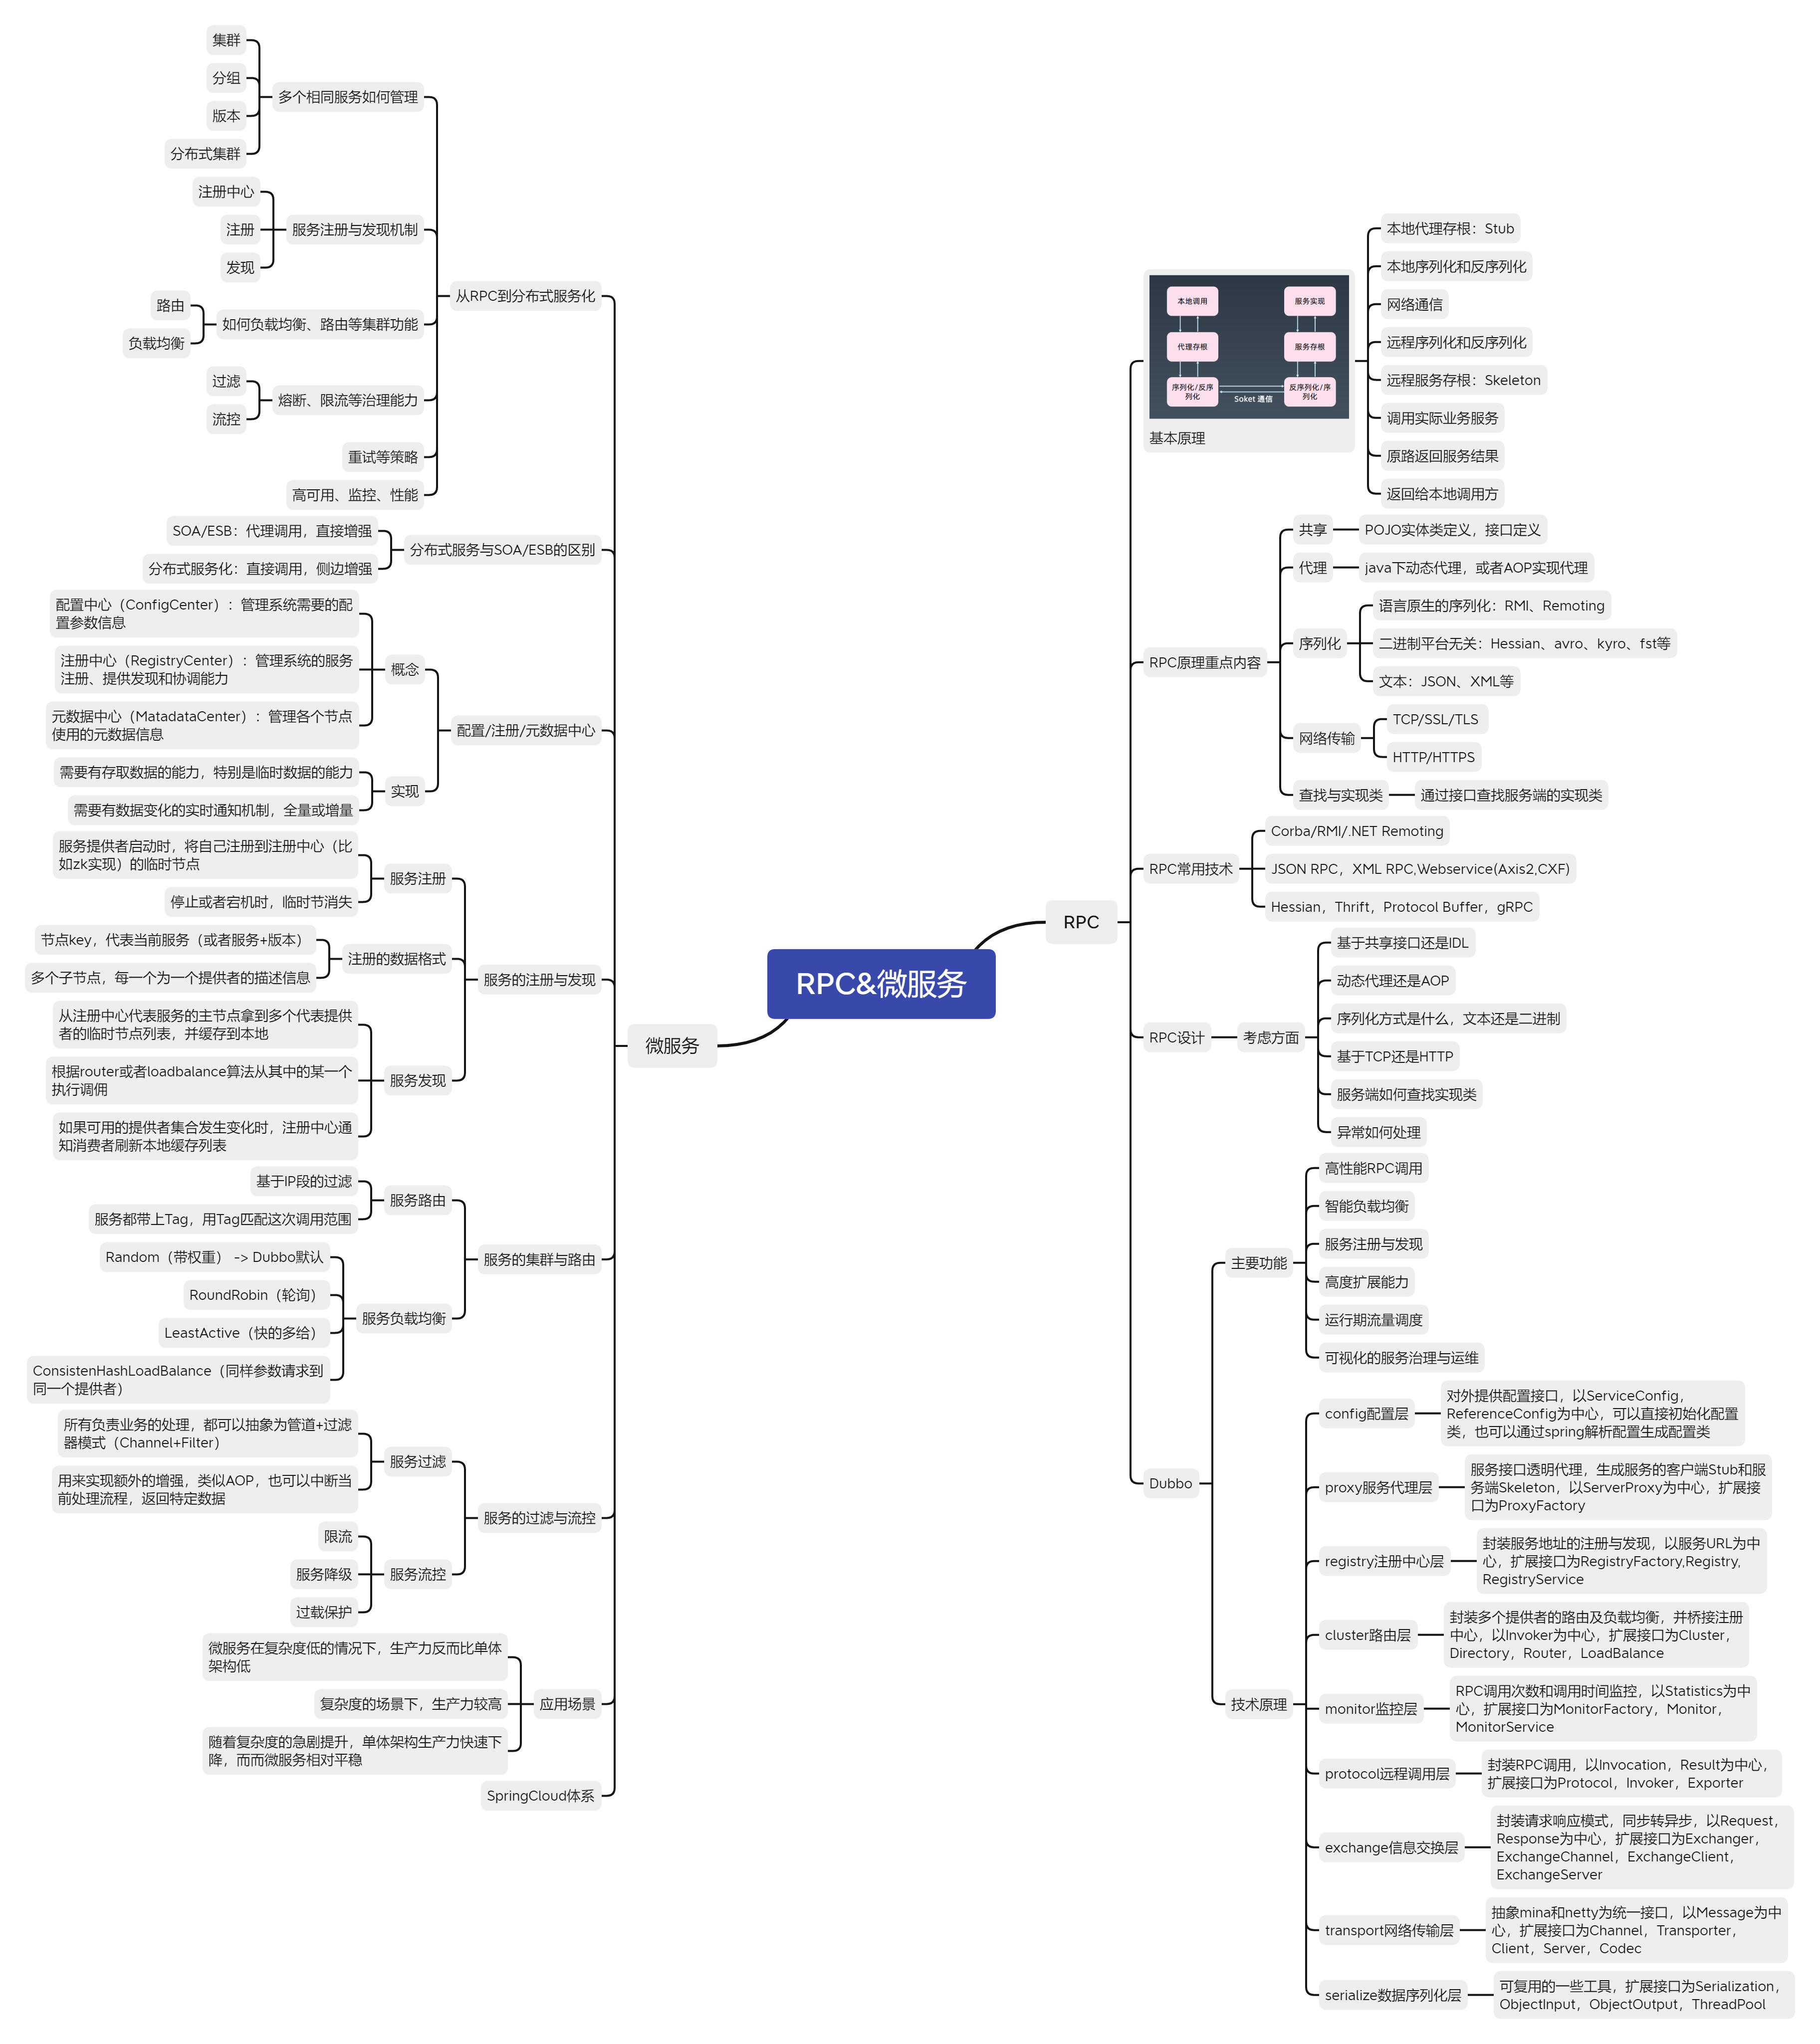 RPC&微服务
RPC
本地调用
服务实现
代理存根
服务存根
序列化/反序
列化
反序列化/序
列化
Soket 通信
基本原理
本地代理存根：Stub
本地序列化和反序列化
网络通信
远程序列化和反序列化
远程服务存根：Skeleton
调用实际业务服务
原路返回服务结果
返回给本地调用方
RPC原理重点内容
共享
POJO实体类定义，接口定义
代理
java下动态代理，或者AOP实现代理
序列化
语言原生的序列化：RMI、Remoting
二进制平台无关：Hessian、avro、kyro、fst等
文本：JSON、XML等
网络传输
TCP/SSL/TLS
HTTP/HTTPS
查找与实现类
通过接口查找服务端的实现类
RPC常用技术
Corba/RMI/.NET Remoting
JSON RPC，XML RPC,Webservice(Axis2,CXF)
Hessian，Thrift，Protocol Buffer，gRPC
RPC设计
考虑方面
基于共享接口还是IDL
动态代理还是AOP
序列化方式是什么，文本还是二进制
基于TCP还是HTTP
服务端如何查找实现类
异常如何处理
Dubbo
主要功能
高性能RPC调用
智能负载均衡
服务注册与发现
高度扩展能力
运行期流量调度
可视化的服务治理与运维
技术原理
config配置层
对外提供配置接口，以ServiceConfig，
ReferenceConfig为中心，可以直接初始化配置
类，也可以通过spring解析配置生成配置类
proxy服务代理层
服务接口透明代理，生成服务的客户端Stub和服
务端Skeleton，以ServerProxy为中心，扩展接
口为ProxyFactory
registry注册中心层
封装服务地址的注册与发现，以服务URL为中
心，扩展接口为RegistryFactory,Registry,
RegistryService
cluster路由层
封装多个提供者的路由及负载均衡，并桥接注册
中心，以Invoker为中心，扩展接口为Cluster，
Directory，Router，LoadBalance
monitor监控层
RPC调用次数和调用时间监控，以Statistics为中
心，扩展接口为MonitorFactory，Monitor，
MonitorService
protocol远程调用层
封装RPC调用，以Invocation，Result为中心，
扩展接口为Protocol，Invoker，Exporter
exchange信息交换层
封装请求响应模式，同步转异步，以Request，
Response为中心，扩展接口为Exchanger，
ExchangeChannel，ExchangeClient，
ExchangeServer
transport网络传输层
抽象mina和netty为统一接口，以Message为中
心，扩展接口为Channel，Transporter，
Client，Server，Codec
serialize数据序列化层
可复用的一些工具，扩展接口为Serialization，
ObjectInput，ObjectOutput，ThreadPool
微服务
从RPC到分布式服务化
多个相同服务如何管理
集群
分组
版本
分布式集群
服务注册与发现机制
注册中心
注册
发现
如何负载均衡、路由等集群功能
路由
负载均衡
熔断、限流等治理能力
过滤
流控
重试等策略
高可用、监控、性能
分布式服务与SOA/ESB的区别
SOA/ESB：代理调用，直接增强
分布式服务化：直接调用，侧边增强
配置/注册/元数据中心
概念
配置中心（ConfigCenter）：管理系统需要的配
置参数信息
注册中心（RegistryCenter）：管理系统的服务
注册、提供发现和协调能力
元数据中心（MatadataCenter）：管理各个节点
使用的元数据信息
实现
需要有存取数据的能力，特别是临时数据的能力
需要有数据变化的实时通知机制，全量或增量
服务的注册与发现
服务注册
服务提供者启动时，将自己注册到注册中心（比
如zk实现）的临时节点
停止或者宕机时，临时节消失
注册的数据格式
节点key，代表当前服务（或者服务+版本）
多个子节点，每一个为一个提供者的描述信息
服务发现
从注册中心代表服务的主节点拿到多个代表提供
者的临时节点列表，并缓存到本地
根据router或者loadbalance算法从其中的某一个
执行调佣
如果可用的提供者集合发生变化时，注册中心通
知消费者刷新本地缓存列表
服务的集群与路由
服务路由
基于IP段的过滤
服务都带上Tag，用Tag匹配这次调用范围
服务负载均衡
Random（带权重） -> Dubbo默认
RoundRobin（轮询）
LeastActive（快的多给）
ConsistenHashLoadBalance（同样参数请求到
同一个提供者）
服务的过滤与流控
服务过滤
所有负责业务的处理，都可以抽象为管道+过滤
器模式（Channel+Filter）
用来实现额外的增强，类似AOP，也可以中断当
前处理流程，返回特定数据
服务流控
限流
服务降级
过载保护
应用场景
微服务在复杂度低的情况下，生产力反而比单体
架构低
复杂度的场景下，生产力较高
随着复杂度的急剧提升，单体架构生产力快速下
降，而而微服务相对平稳
SpringCloud体系